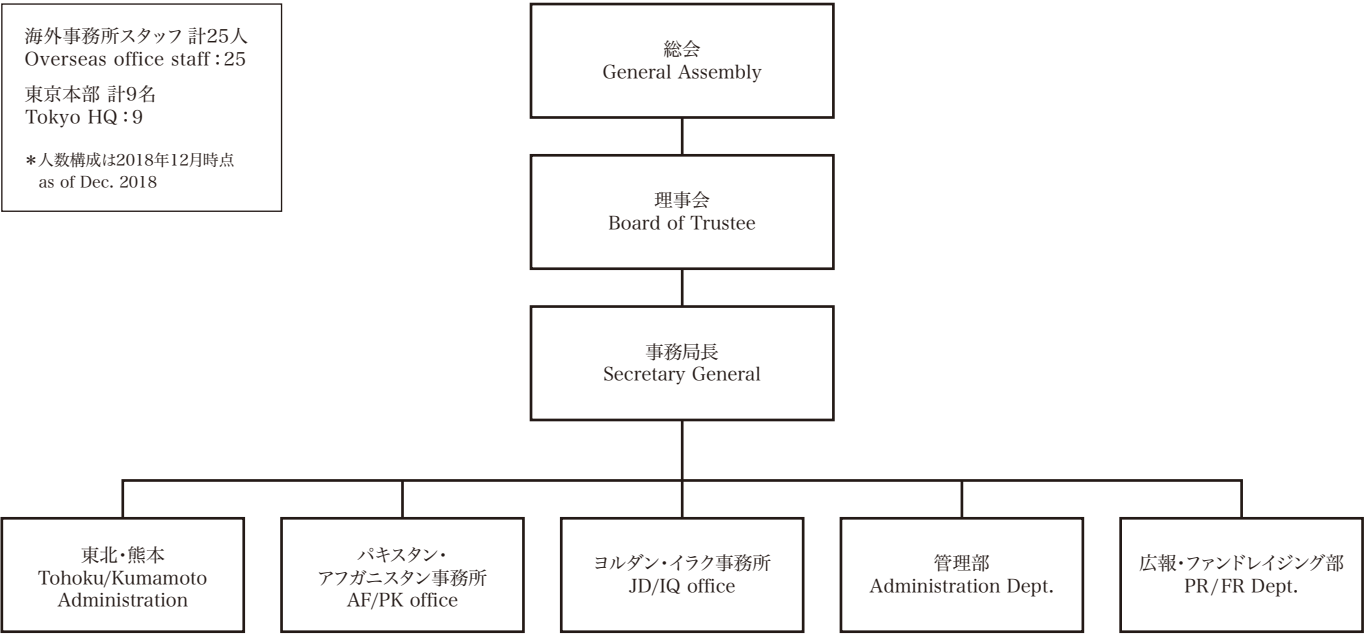 海外事務所スタッフ 計25人
Overseas office staff：25
東京本部 計9名
Tokyo HQ：9
＊人数構成は2018年12月時点
as of Dec. 2018
総会
General Assembly
理事会
Board of Trustee
事務局長
Secretary General
東北・熊本
Tohoku/Kumamoto
Administration
パキスタン・
アフガニスタン事務所
AF/PK office
ヨルダン・イラク事務所
JD/IQ office
管理部
Administration Dept.
広報・ファンドレイジング部
PR/FR Dept.